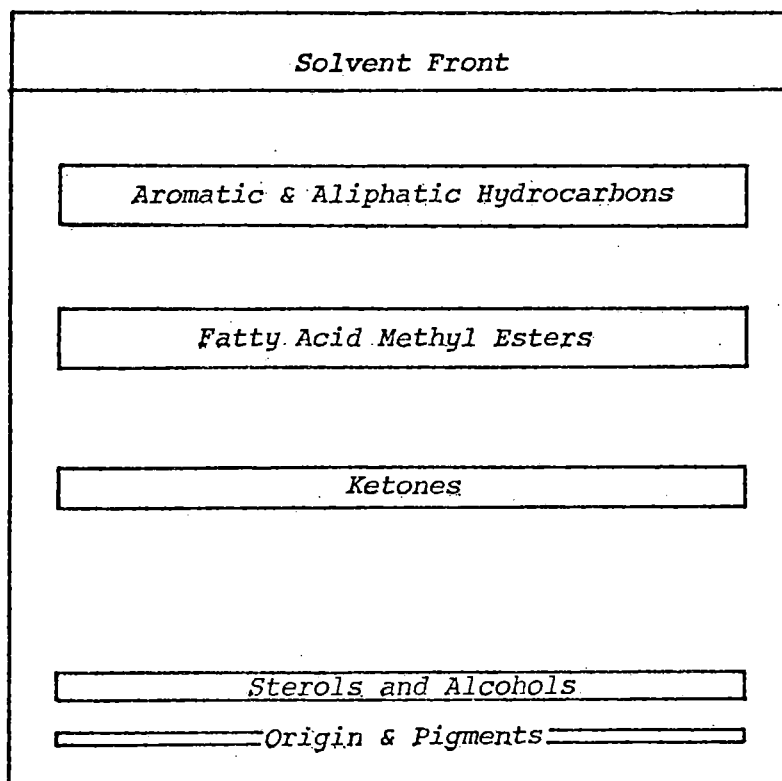 Solvent Front
Aromatic & Aliphatic Hydrocarbons
Fatty Acid Methyl Esters
Ketones
Sterols and Alcohols
Origin & Pigments